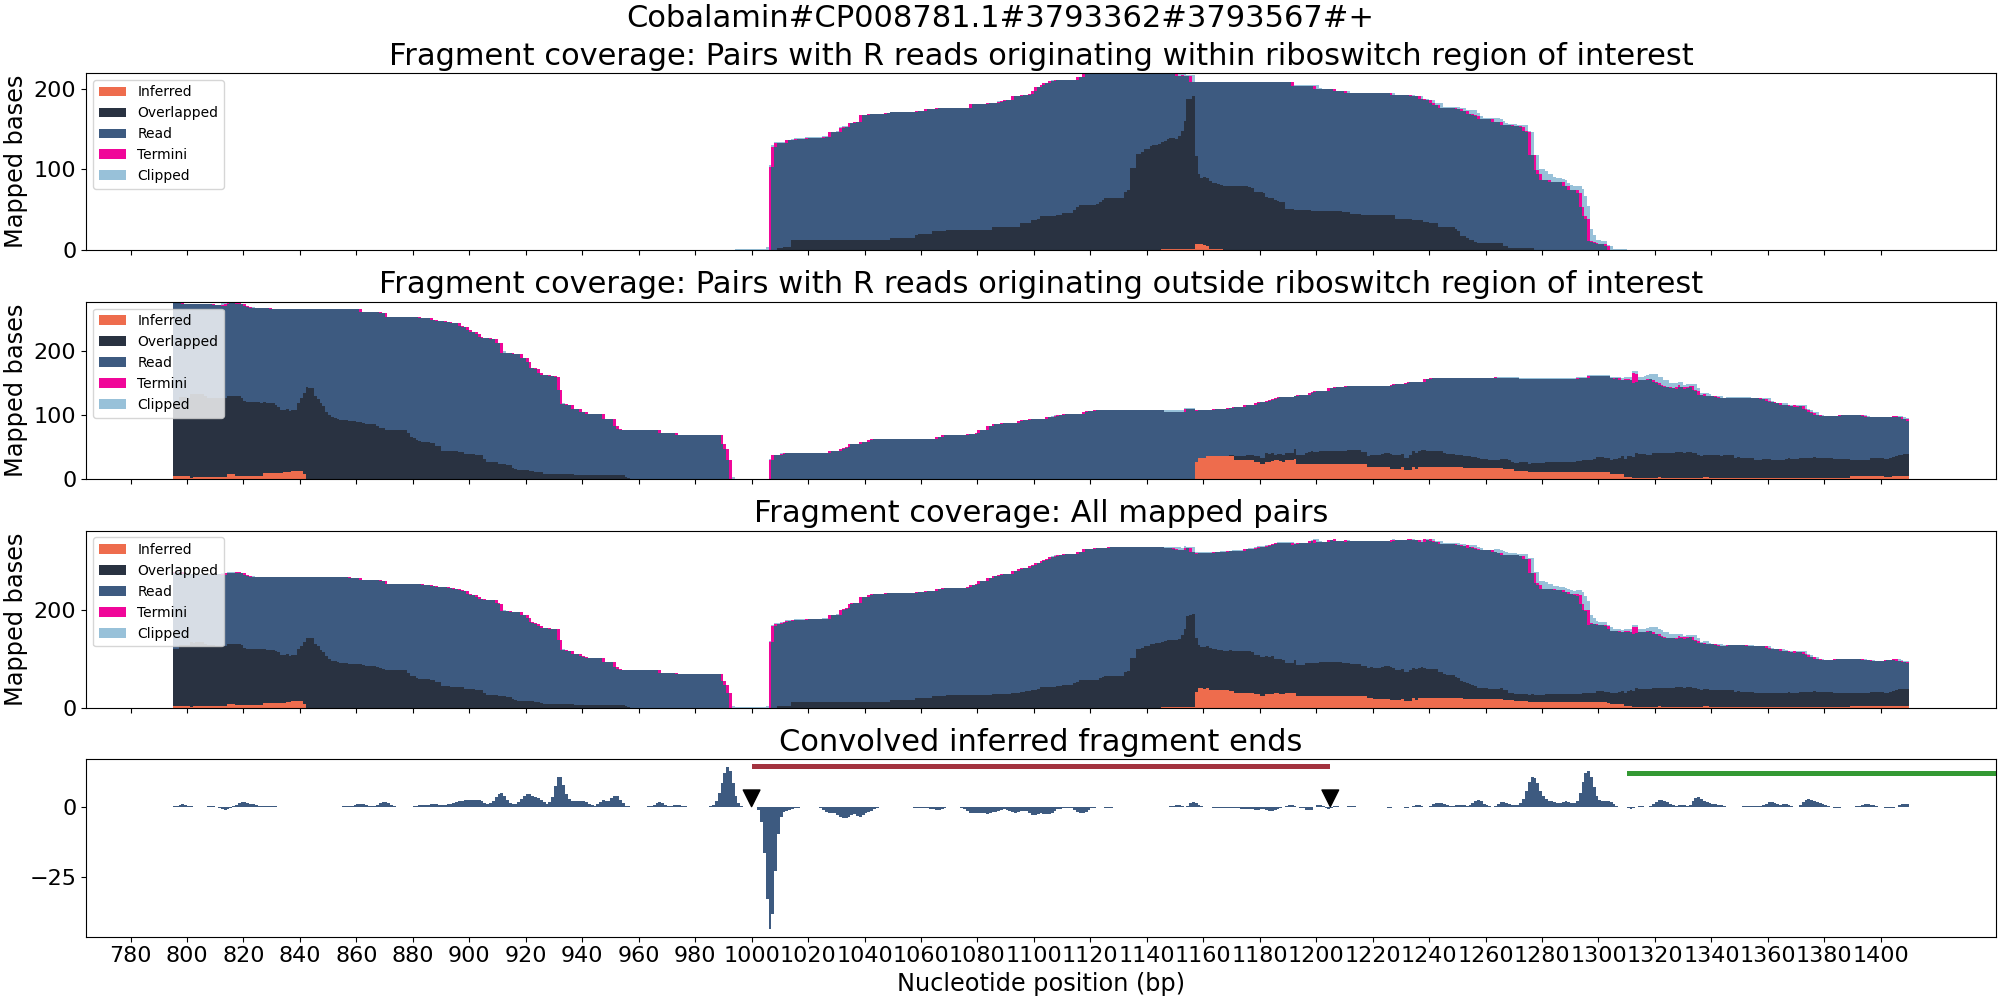 Cobalamin#CP008781.1#3793362#3793567#+
Fragment coverage: Pairs with R reads originating within riboswitch region of interest
Mapped bases
200
100
0
Inferred
Overlapped
Read
Termini
Clipped
Fragment coverage: Pairs with R reads originating outside riboswitch region of interest
Mapped bases
200
100
0
Inferred
Overlapped
Read
Termini
Clipped
Fragment coverage: All mapped pairs
Mapped bases
200
0
Inferred
Overlapped
Read
Termini
Clipped
Convolved inferred fragment ends
0
−25
780 800 820 840 860 880 900 920 940 960 980 1000 1020 1040 1060 1080 1100 1120 1140 1160 1180 1200 1220 1240 1260 1280 1300 1320 1340 1360 1380 1400
Nucleotide position (bp)